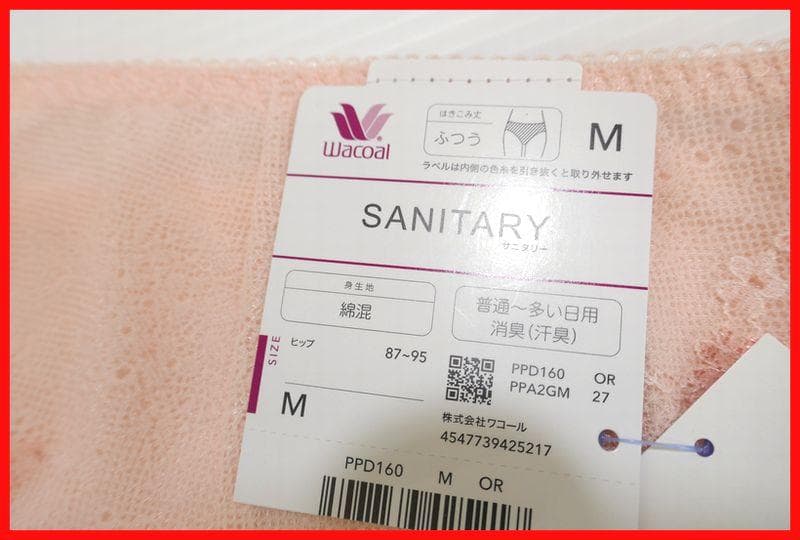 Wacoal
はきこみ丈
ふつう
M
ラベルは内側の色糸を引き抜くと取り外せます
SANITARY
サニタリー
身生地
綿混
普通〜多い日用
消臭(汗臭)
SIZE
ヒップ
87~95
M
PPD160 OR
PPA2GM 27
株式会社ワコール
4547739425217
PPD160 M OR